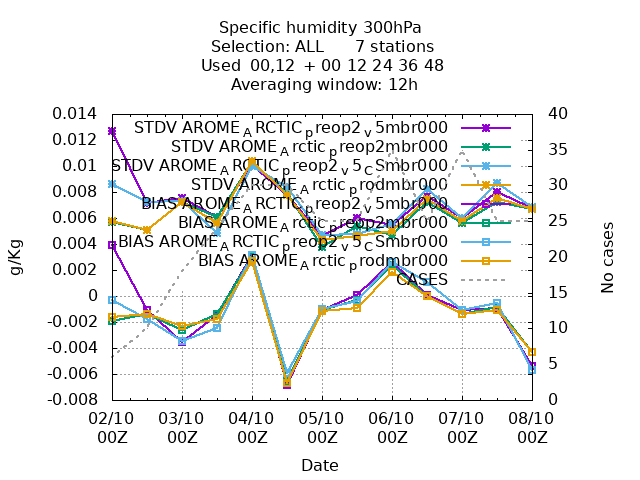 Specific humidity 300hPa
Selection: ALL 7 stations
Used 00,12 + 00 12 24 36 48
Averaging window: 12h
0.014
0.012
0.01
0.008
0.006
0.004
0.002
0
-0.002
-0.004
-0.006
-0.008
g/Kg
STDV AROME_ARCTIC_preop2_v5mbr000
STDV AROME_Arctic_preop2mbr000
STDV AROME_ARCTIC_preop2_v5_cSmbr000
STDV AROME_Arctic_prodmbr000
BIAS AROME_ARCTIC_preop2_v5mbr000
BIAS AROME_Arctic_preop2mbr000
BIAS AROME_ARCTIC_preop2_v5_cSmbr000
BIAS AROME_Arctic_prodmbr000
CASES
40
35
30
25
20
15
10
5
0
No cases
02/10 03/10 04/10 05/10 06/10 07/10 08/10
00Z 00Z 00Z 00Z 00Z 00Z 00Z
Date